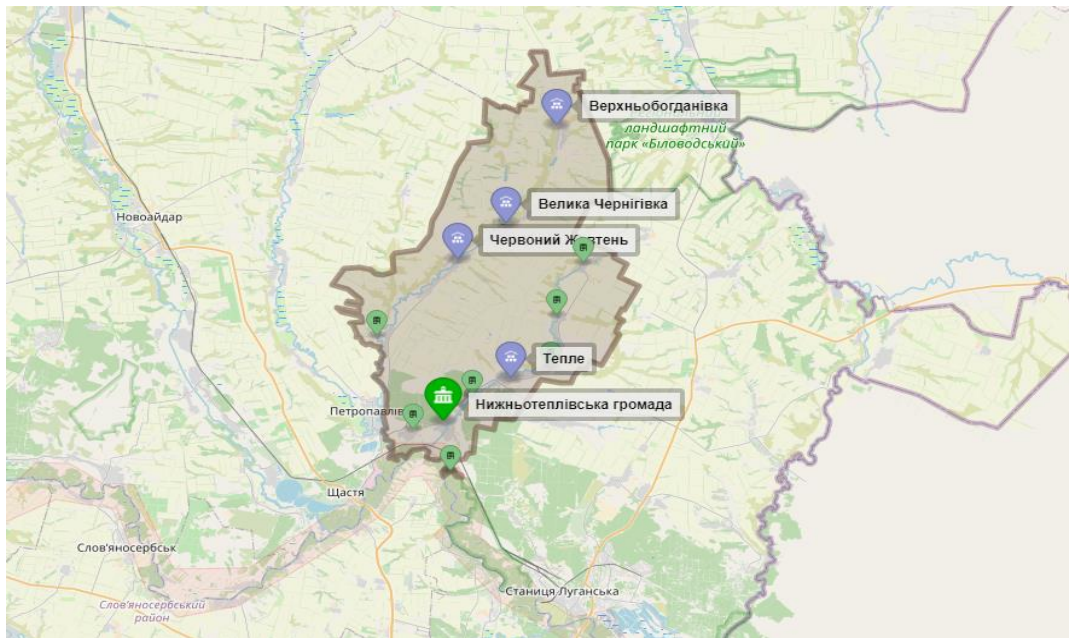 Верхньобогданівка
ландшафтний
парк «Біловодський»
Велика Чернігівка
Новоайдар
Червоний Жовтень
Тепле
Нижньотеплівська громада
Петропавлів
Щастя
Слов'яносербськ
Станиця Луганська
Слов'яносербський
район